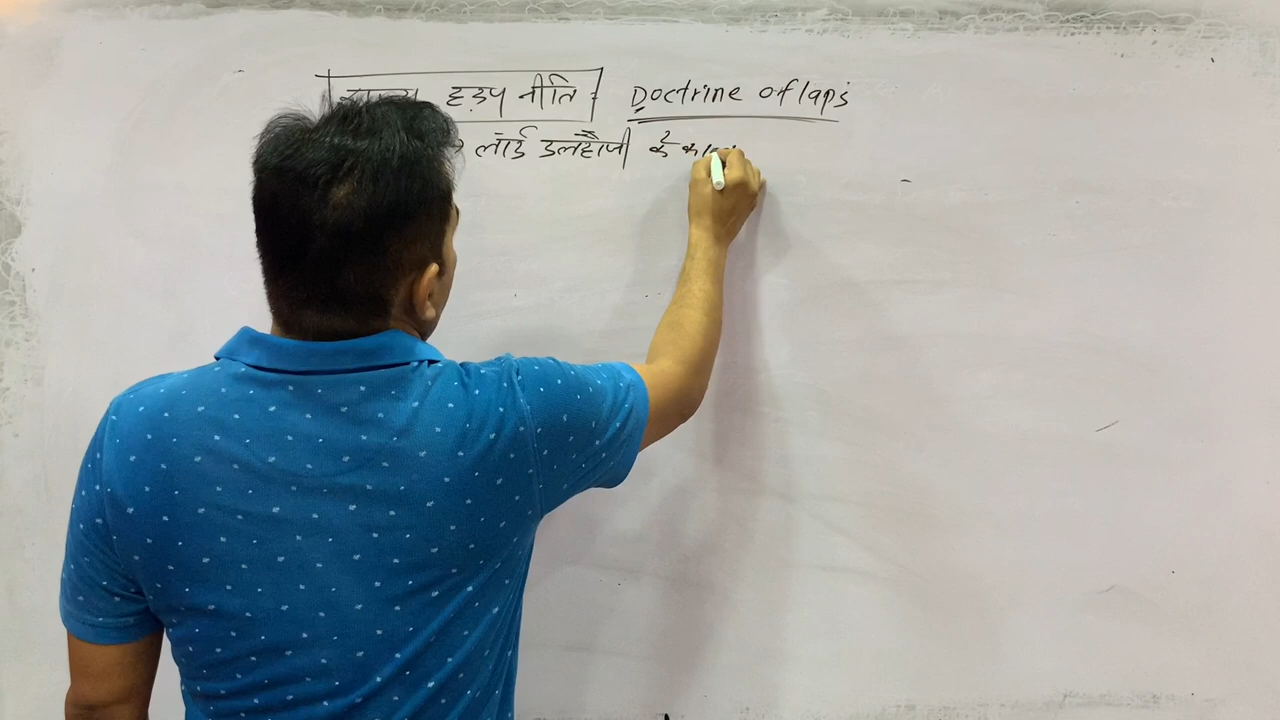 राज्य हड़प नीति : Doctrine of laps
लॉर्ड डलहौजी के